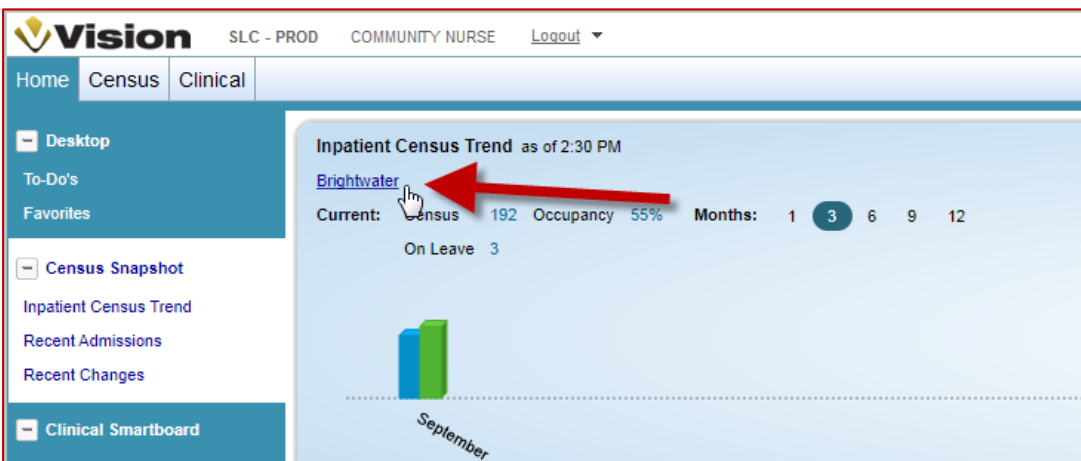 Vision SLC - PROD COMMUNITY NURSE Logout
Home Census Clinical
Desktop
To-Do's
Favorites
Census Snapshot
Inpatient Census Trend
Recent Admissions
Recent Changes
Clinical Smartboard
Inpatient Census Trend as of 2:30 PM
Brightwater
Current: Census 192 Occupancy 55% Months: 1 3 6 9 12
On Leave 3
September